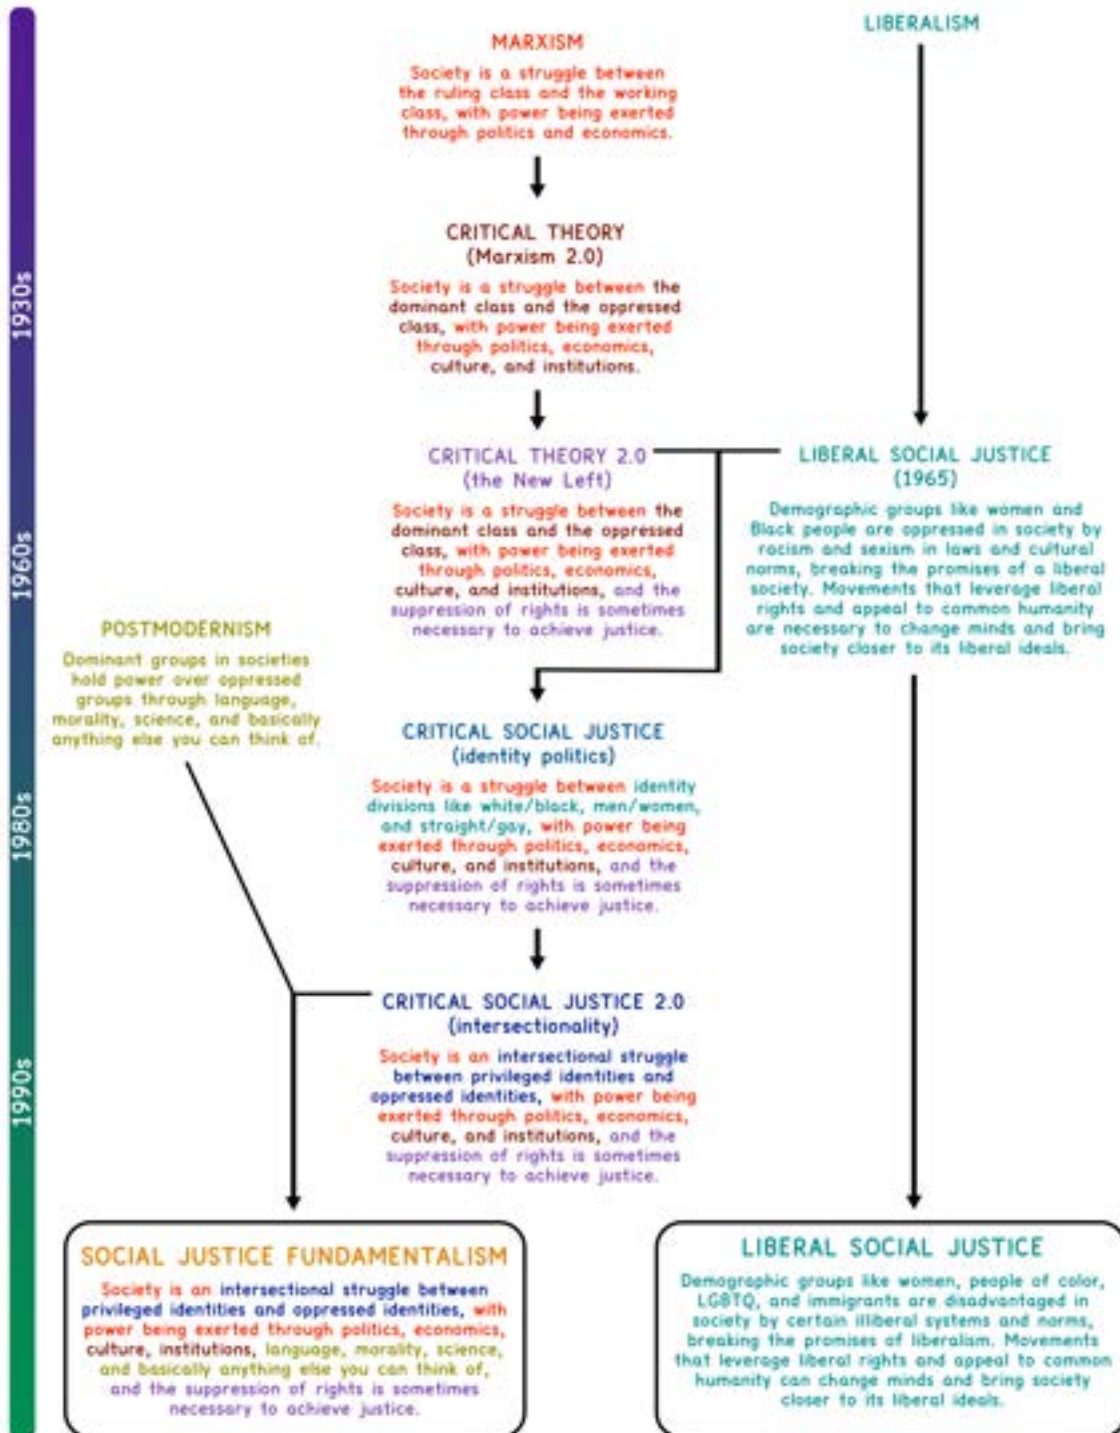 LIBERALISM
MARXISM
Society is a struggle between
the ruling class and the working
class, with power being exerted
through politics and economics.
CRITICAL THEORY
(Marxism 2.0)
Society is a struggle between the
dominant class and the oppressed
class, with power being exerted
through politics, economics,
culture, and institutions.
1930s
CRITICAL THEORY 2.0
(the New Left)
Society is a struggle between the
dominant class and the oppressed
class, with power being exerted
through politics, economics,
culture, and institutions, and the
suppression of rights is sometimes
necessary to achieve justice.
LIBERAL SOCIAL JUSTICE
(1965)
Demographic groups like women and
Black people are oppressed in society by
racism and sexism in laws and cultural
norms, breaking the promises of a liberal
society. Movements that leverage liberal
rights and appeal to common humanity
are necessary to change minds and bring
society closer to its liberal ideals.
1960s
POSTMODERNISM
Dominant groups in societies
hold power over oppressed
groups through language,
morality, science, and basically
anything else you can think of.
CRITICAL SOCIAL JUSTICE
(identity politics)
Society is a struggle between identity
divisions like white/black, men/women,
and straight/gay, with power being
exerted through politics, economics,
culture, and institutions, and the
suppression of rights is sometimes
necessary to achieve justice.
1980s
CRITICAL SOCIAL JUSTICE 2.0
(intersectionality)
Society is an intersectional struggle
between privileged identities and
oppressed identities, with power being
exerted through politics, economics,
culture, and institutions, and the
suppression of rights is sometimes
necessary to achieve justice.
1990s
SOCIAL JUSTICE FUNDAMENTALISM
Society is an intersectional struggle between
privileged identities and oppressed identities, with
power being exerted through politics, economics,
culture, institutions, language, morality, science,
and basically anything else you can think of,
and the suppression of rights is sometimes
necessary to achieve justice.
LIBERAL SOCIAL JUSTICE
Demographic groups like women, people of color,
LGBTQ, and immigrants are disadvantaged in
society by certain illiberal systems and norms,
breaking the promises of liberalism. Movements
that leverage liberal rights and appeal to common
humanity can change minds and bring society
closer to its liberal ideals.